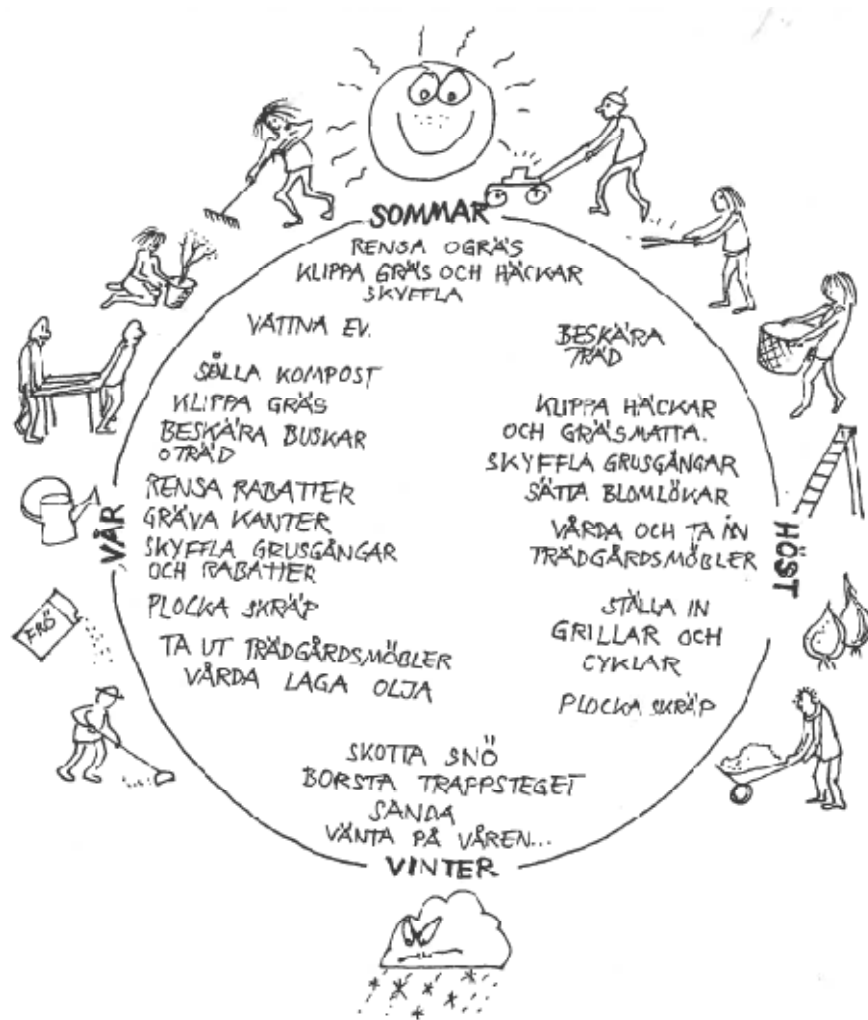 SOMMAR
RENSA OGRÄS
KLIPPA GRÄS OCH HÄCKAR
SKYFFLA
VATTNA EV.
SÅLLA KOMPOST
KLIPPA GRÄS
BESKÄRA BUSKAR
O TRÄD
RENSA RABATTER
GRÄVA KANTER
SKYFFLA GRUSGÅNGAR
OCH RABATTER
PLOCKA SKRÄP
TA UT TRÄDGÅRDSMÖBLER
VÅRDA LAGA OLJA
VÅR
FRÖ
BESKÄRA
TRÄD
KLIPPA HÄCKAR
OCH GRÄSMATTA.
SKYFFLA GRUSGÅNGAR
SÄTTA BLOMLÖKAR
VÅRDA OCH TA IN
TRÄDGÅRDSMÖBLER
STÄLLA IN
GRILLAR OCH
CYKLAR
PLOCKA SKRÄP
HÖST
SKOTTA SNÖ
BORSTA TRAPPSTEGET
SANDA
VÄNTA PÅ VÅREN...
VINTER